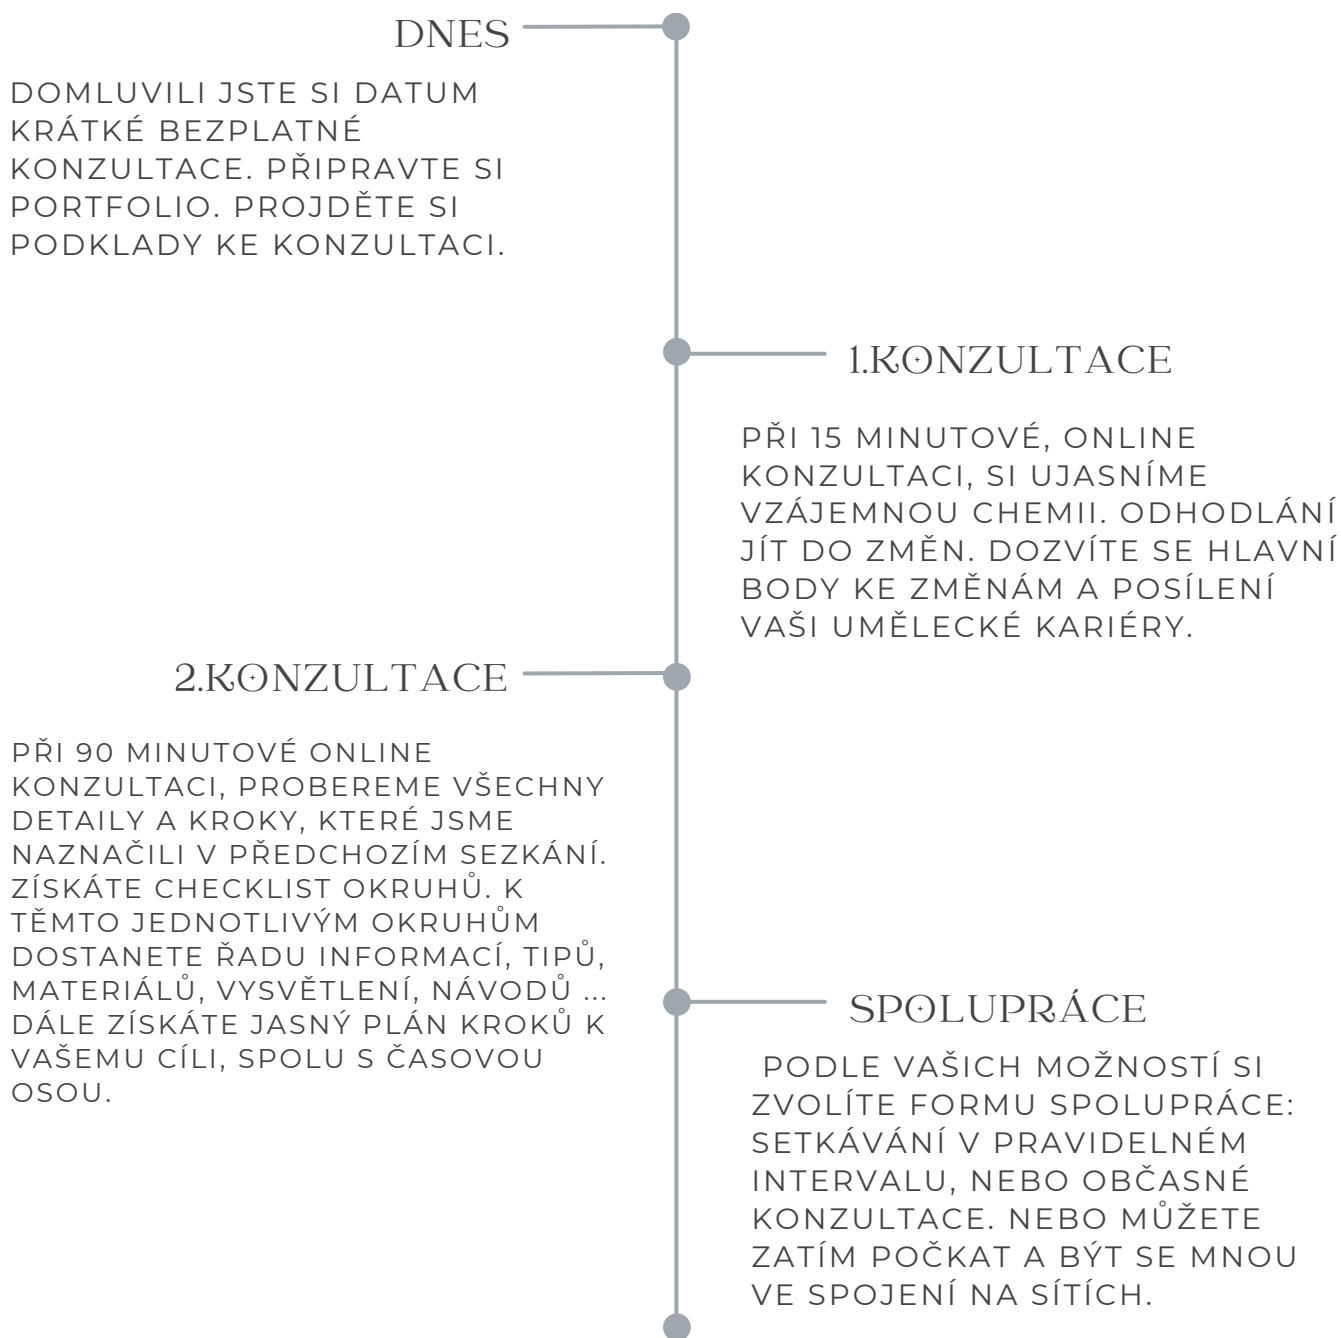 DNES
DOMLUVILI JSTE SI DATUM
KRÁTKÉ BEZPLATNÉ
KONZULTACE. PŘIPRAVTE SI
PORTFOLIO. PROJDĚTE SI
PODKLADY KE KONZULTACI.
1.KONZULTACE
PŘI 15 MINUTOVÉ, ONLINE
KONZULTACI, SI UJASNÍME
VZÁJEMNOU CHEMII. ODHODLÁNÍ
JÍT DO ZMĚN. DOZVÍTE SE HLAVNÍ
BODY KE ZMĚNÁM A POSÍLENÍ
VAŠI UMĚLECKÉ KARIÉRY.
2.KONZULTACE
PŘI 90 MINUTOVÉ ONLINE
KONZULTACI, PROBEREME VŠECHNY
DETAILY A KROKY, KTERÉ JSME
NAZNAČILI V PŘEDCHOZÍM SEZKÁNÍ.
ZÍSKÁTE CHECKLIST OKRUHŮ. K
TĚMTO JEDNOTLIVÝM OKRUHŮM
DOSTANETE ŘADU INFORMACÍ, TIPŮ,
MATERIÁLŮ, VYSVĚTLENÍ, NÁVODŮ ...
DÁLE ZÍSKÁTE JASNÝ PLÁN KROKŮ K
VAŠEMU CÍLI, SPOLU S ČASOVOU
OSOU.
SPOLUPRÁCE
PODLE VAŠICH MOŽNOSTÍ SI
ZVOLÍTE FORMU SPOLUPRÁCE:
SETKÁVÁNÍ V PRAVIDELNÉM
INTERVALU, NEBO OBČASNÉ
KONZULTACE. NEBO MŮŽETE
ZATÍM POČKAT A BÝT SE MNOU
VE SPOJENÍ NA SÍTÍCH.